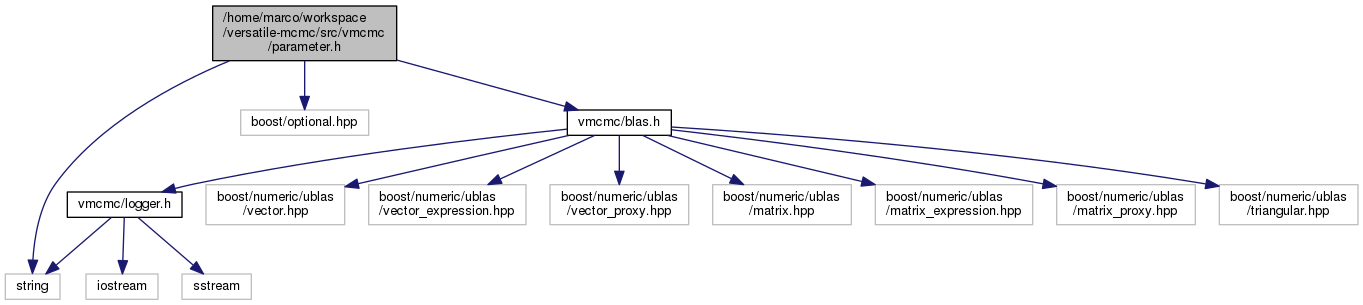 /home/marco/workspace
/versatile-mcmc/src/vmcmc
/parameter.h
boost/optional.hpp
vmcmc/blas.h
vmcmc/logger.h
boost/numeric/ublas
/vector.hpp
boost/numeric/ublas
/vector_expression.hpp
boost/numeric/ublas
/vector_proxy.hpp
boost/numeric/ublas
/matrix.hpp
boost/numeric/ublas
/matrix_expression.hpp
boost/numeric/ublas
/matrix_proxy.hpp
boost/numeric/ublas
/triangular.hpp
string
iostream
sstream